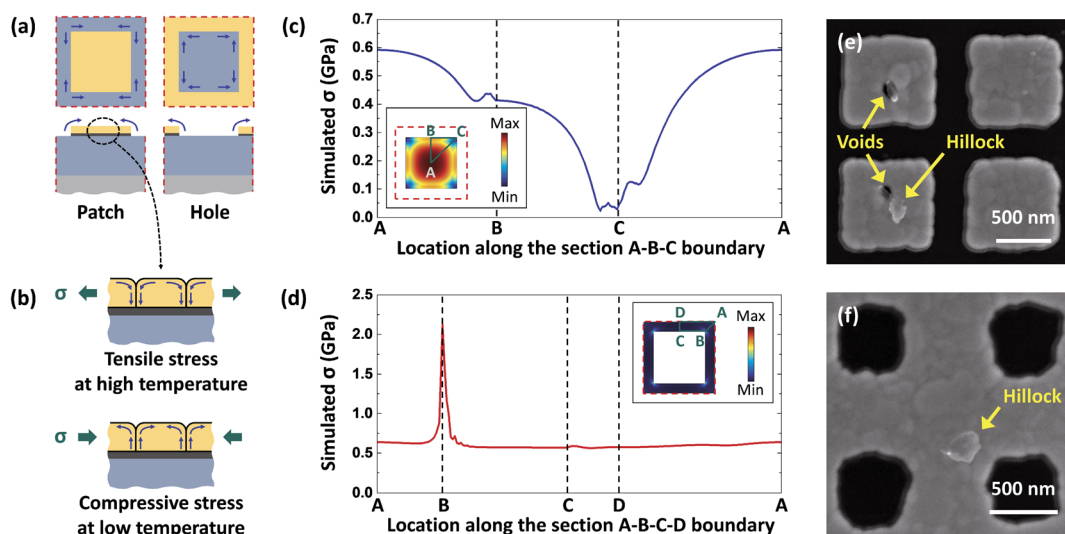 (a)
Patch
Hole
(b)
σ
Tensile stress
at high temperature
σ
Compressive stress
at low temperature
(c)
Simulated σ (GPa)
0.7
0.6
0.5
0.4
0.3
0.2
0.1
0.0
B
C
A
Max
Min
A
B
C
A
Location along the section A-B-C boundary
(d)
Simulated σ (GPa)
2.5
2.0
1.5
1.0
0.5
0.0
D
A
C
B
Max
Min
A
B
C
D
A
Location along the section A-B-C-D boundary
(e)
Voids
Hillock
500 nm
(f)
Hillock
500 nm